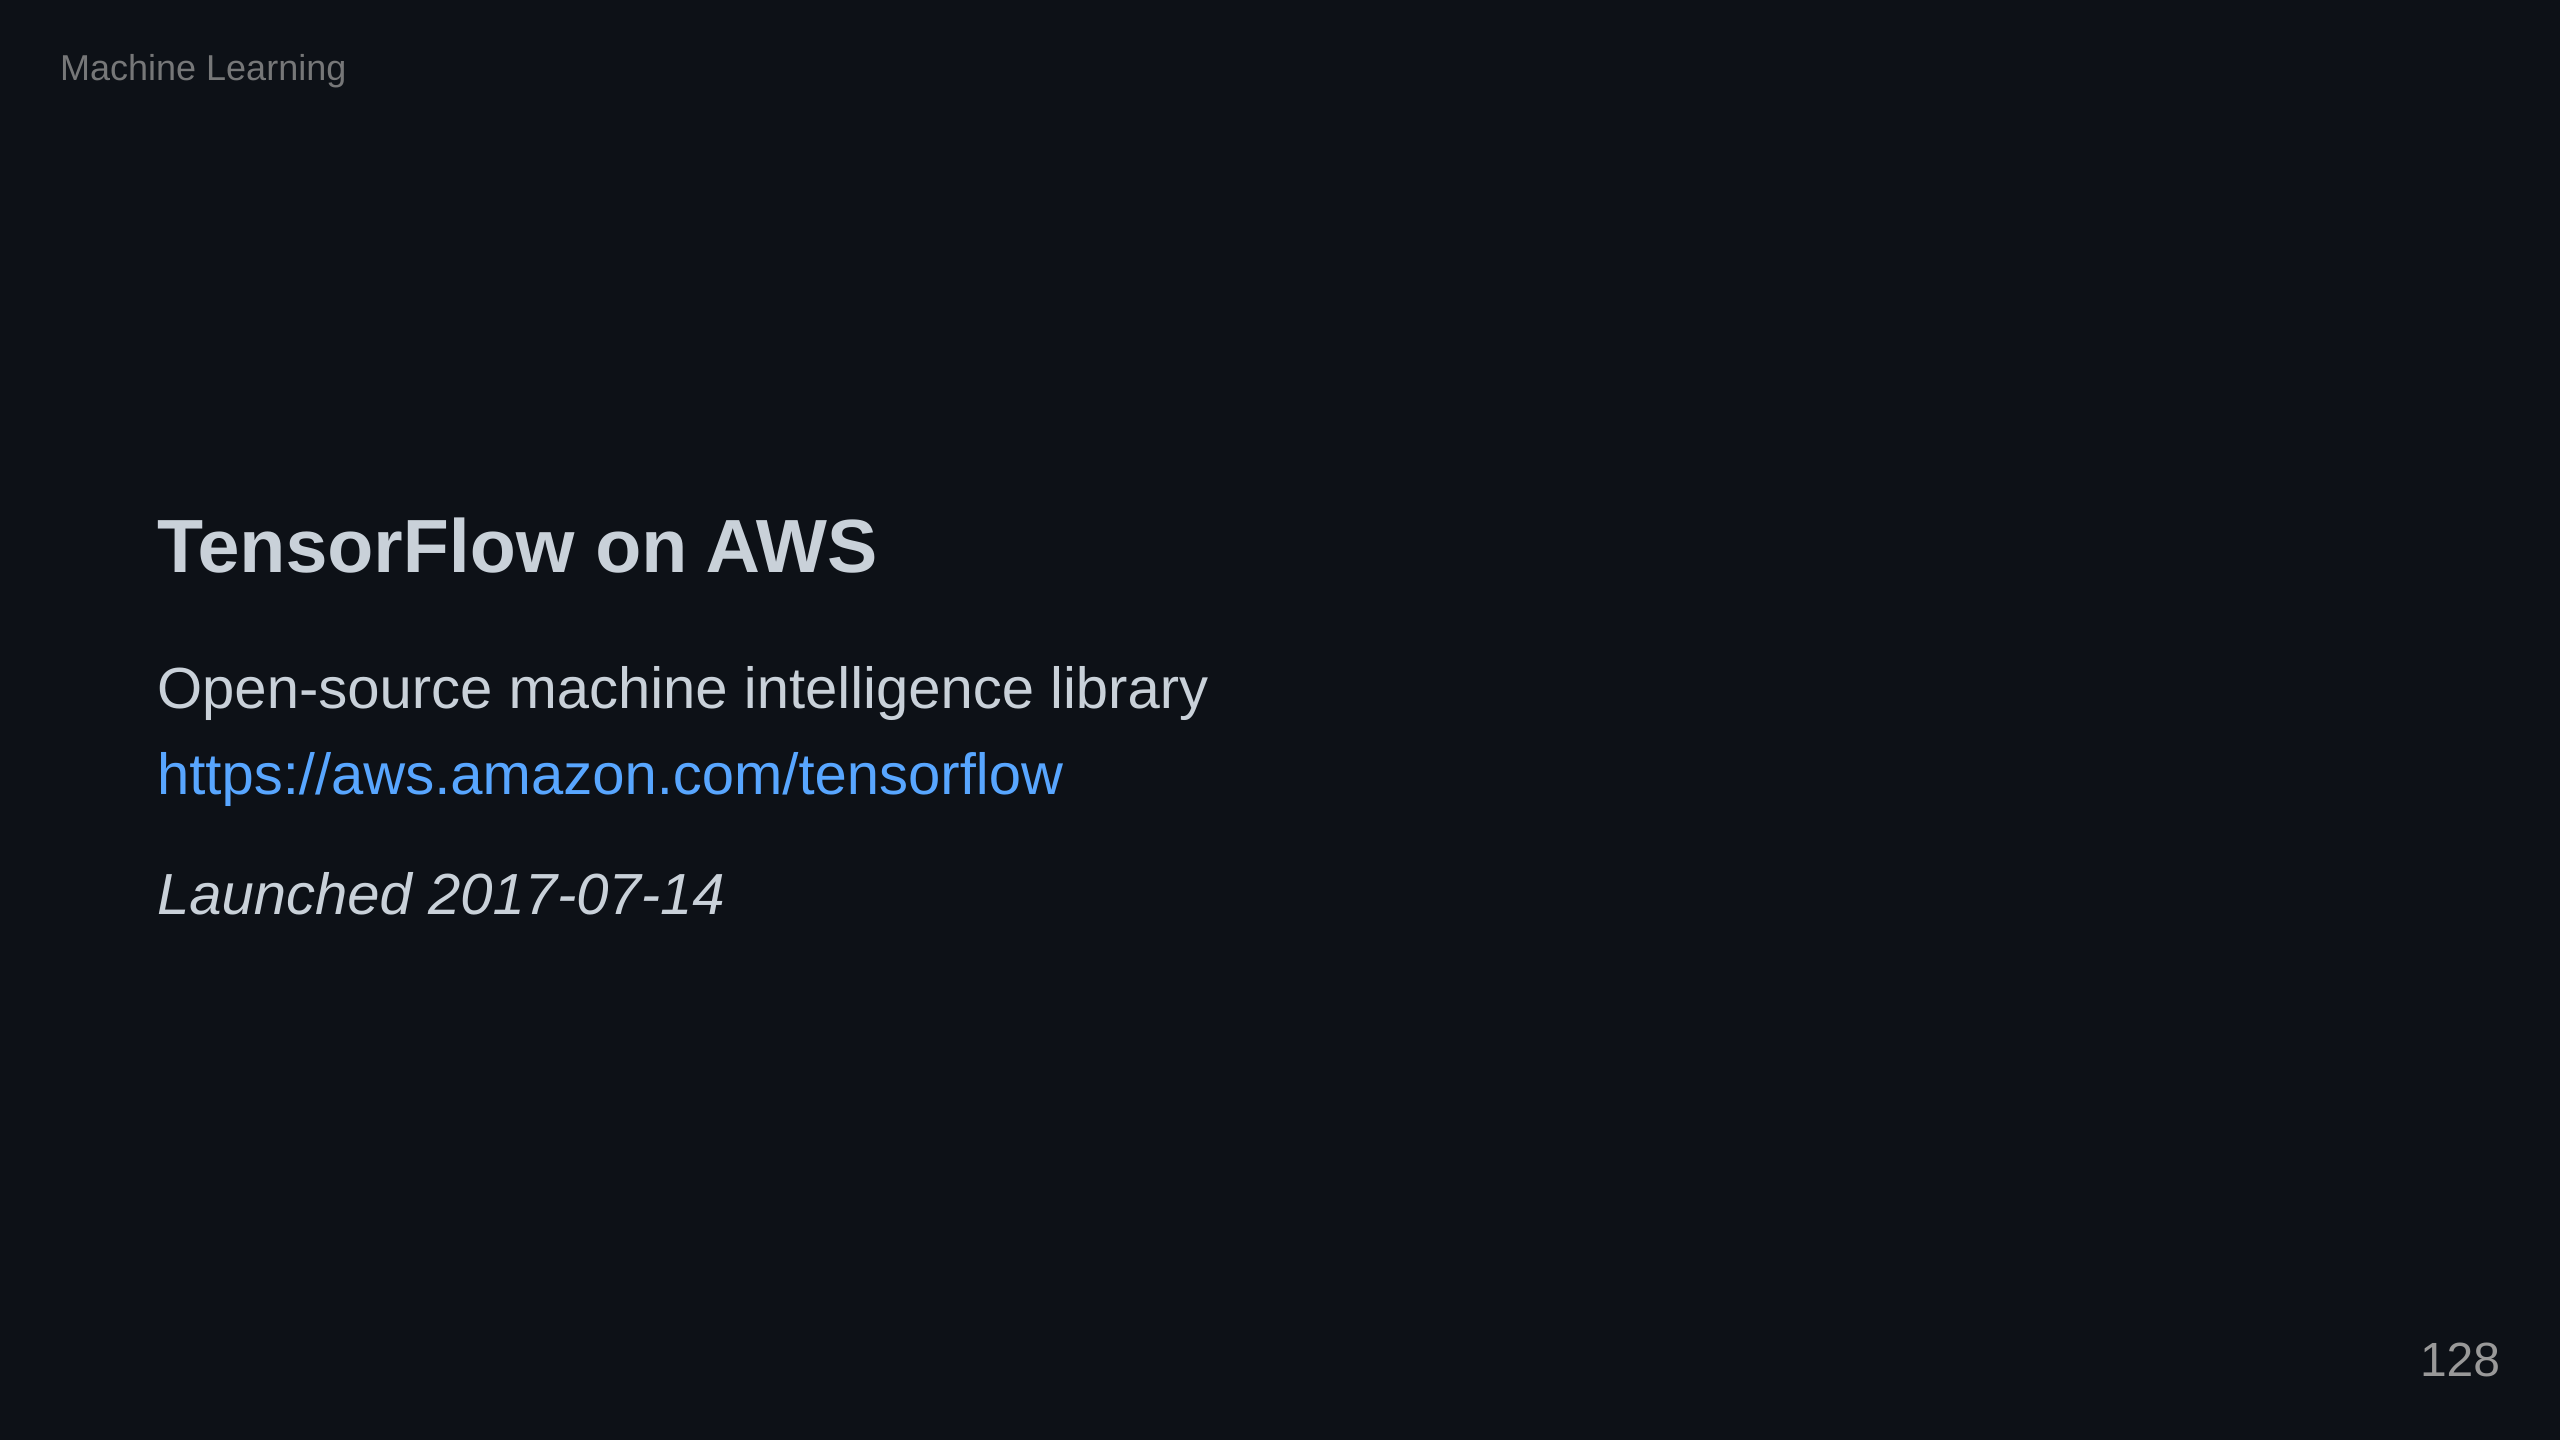 Machine Learning
TensorFlow on AWS
Open-source machine intelligence library
https://aws.amazon.com/tensorflow
Launched 2017-07-14
128